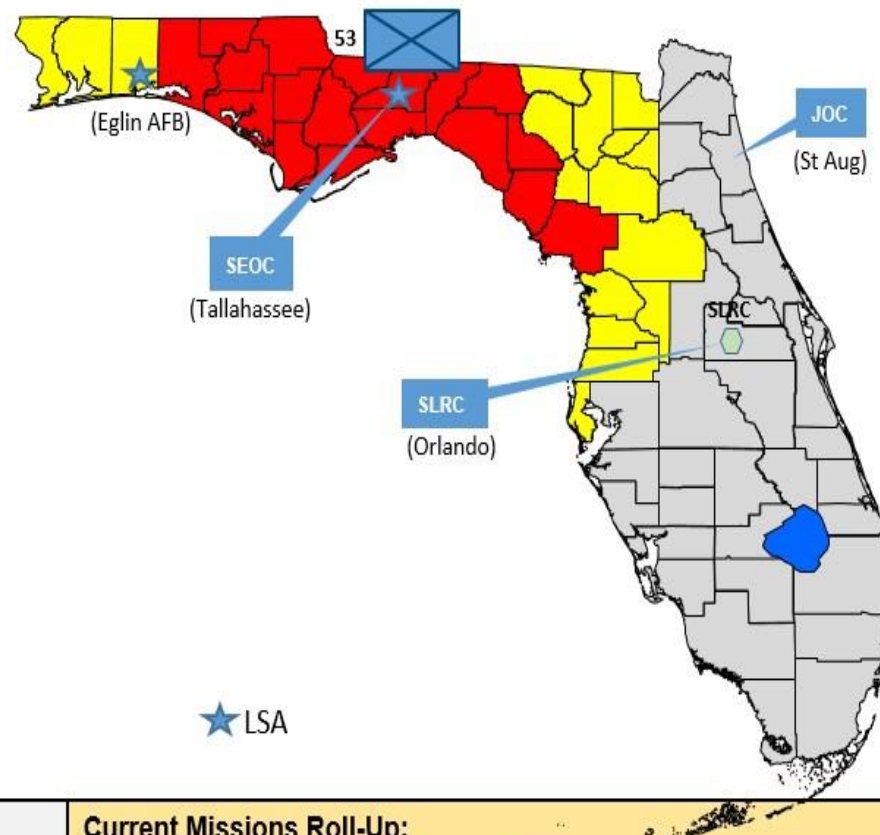 53
(Eglin AFB)
JOC
(St Aug)
SEOC
(Tallahassee)
SLRC
SLRC
(Orlando)
LSA
Current Missions Roll-Up: